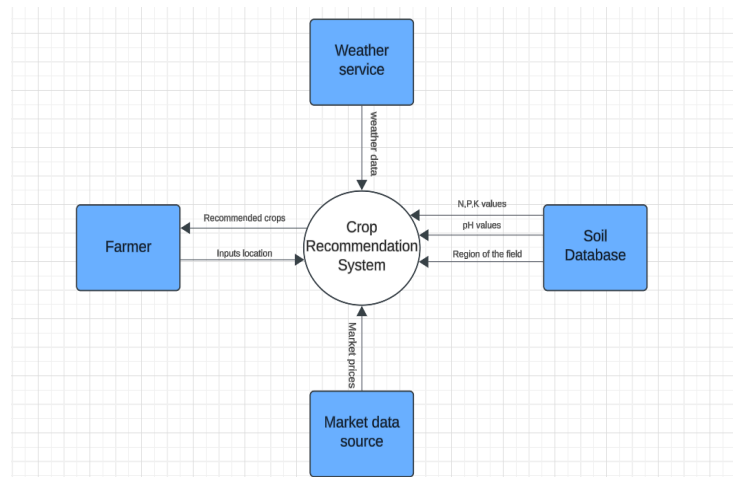 Weather
service
weather data
Recommended crops
Farmer
Inputs location
Crop
Recommendation
System
N,P,K values
pH values
Region of the field
Soil
Database
Market prices
Market data
source